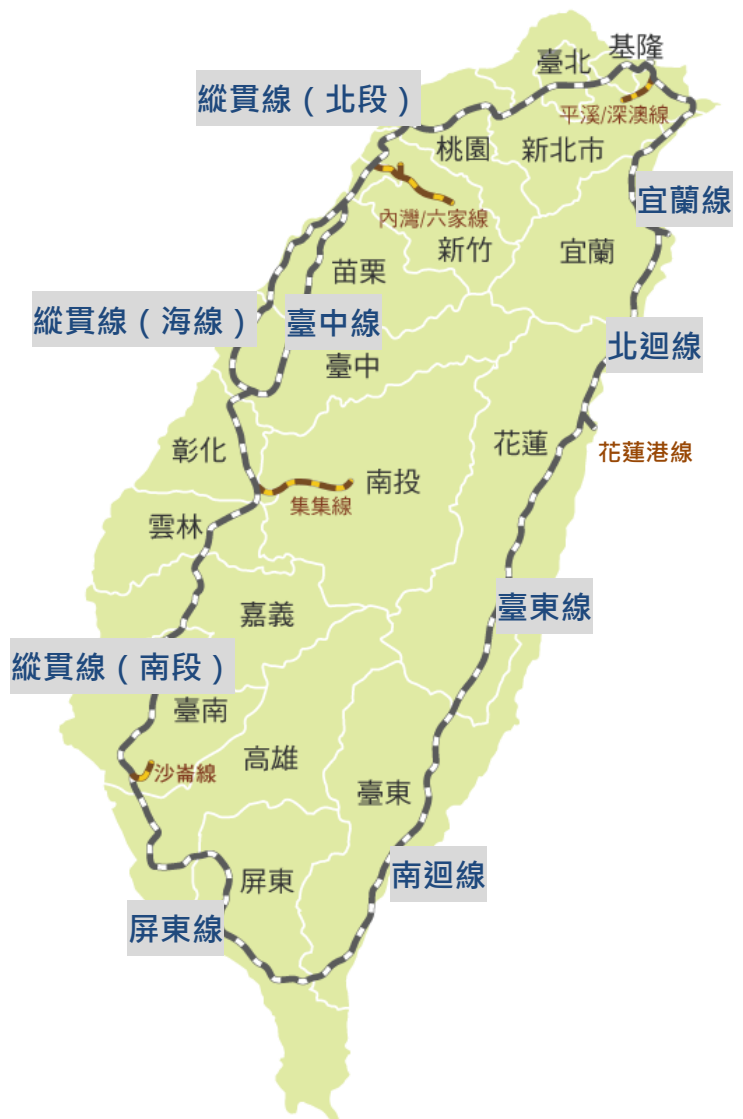 基隆
臺北
縱貫線（北段）
平溪/深澳線
桃園
新北市
宜蘭線
內灣/六家線
新竹
宜蘭
苗栗
縱貫線（海線）
臺中線
北迴線
臺中
彰化
花蓮
花蓮港線
南投
集集線
雲林
臺東線
嘉義
縱貫線（南段）
臺南
高雄
沙崙線
臺東
南迴線
屏東
屏東線